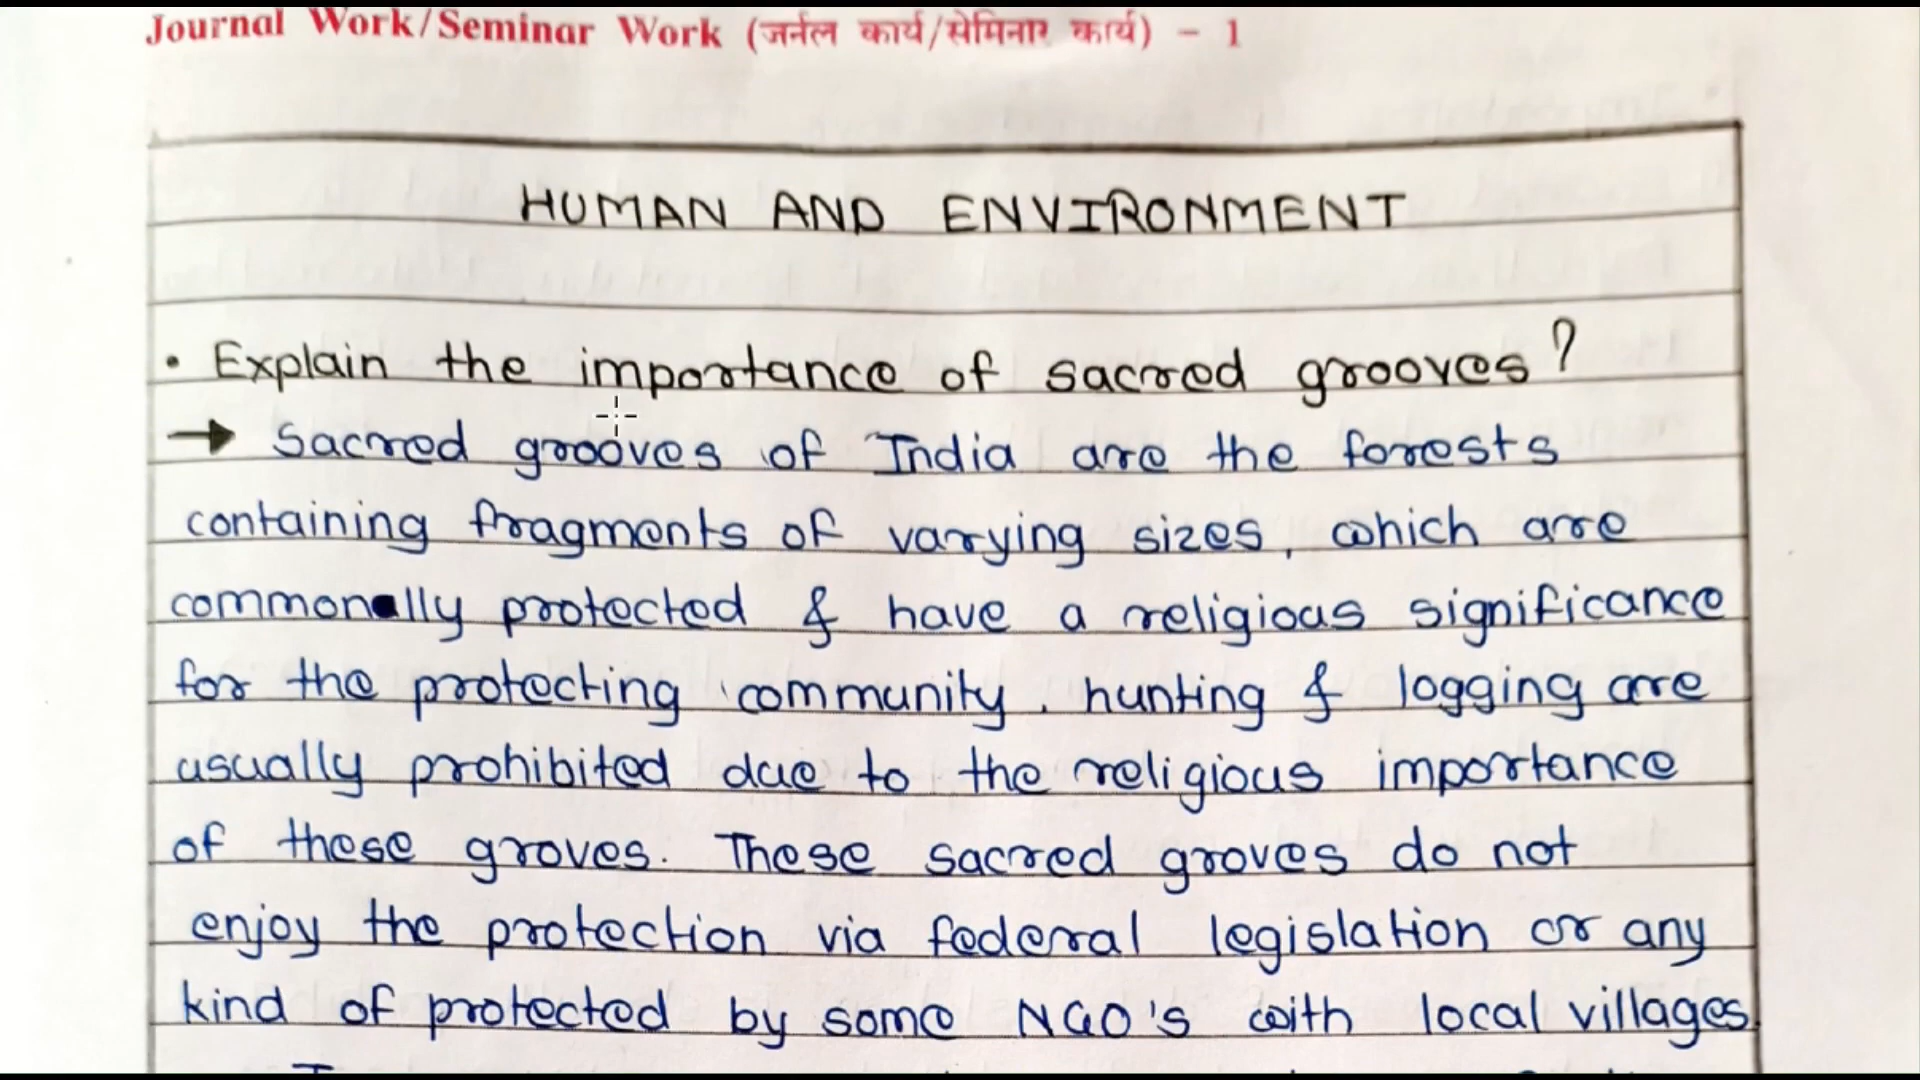 Journal Work/Seminar Work (जर्नल कार्य/सेमिनार कार्य) - 1
HUMAN AND ENVIRONMENT
• Explain the importance of sacred grooves?
→ Sacred grooves of India are the forests
containing fragments of varying sizes, which are
commonally protected & have a religious significance
for the protecting community. hunting & logging are
usually prohibited due to the religious importance
of these groves. These sacred groves do not
enjoy the protection via federal legislation or any
kind of protected by some NGO's with local villages